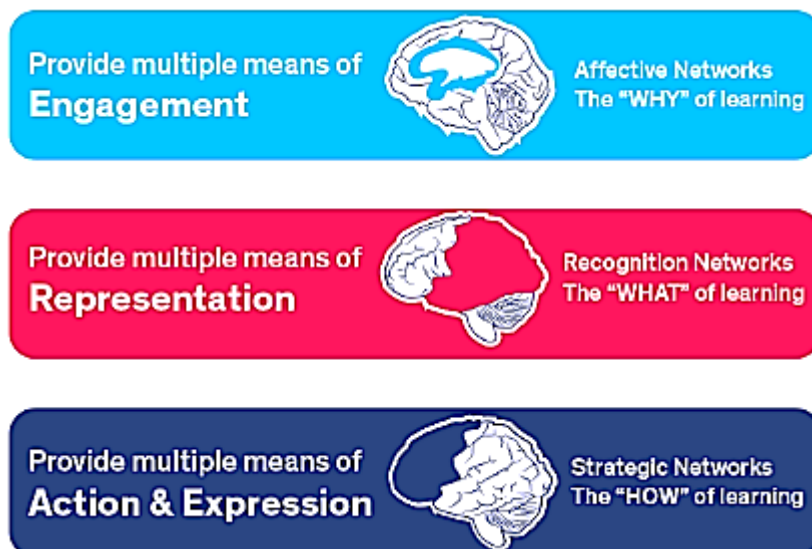 Provide multiple means of
Engagement
Affective Networks
The "WHY" of learning
Provide multiple means of
Representation
Recognition Networks
The "WHAT" of learning
Provide multiple means of
Action & Expression
Strategic Networks
The "HOW" of learning